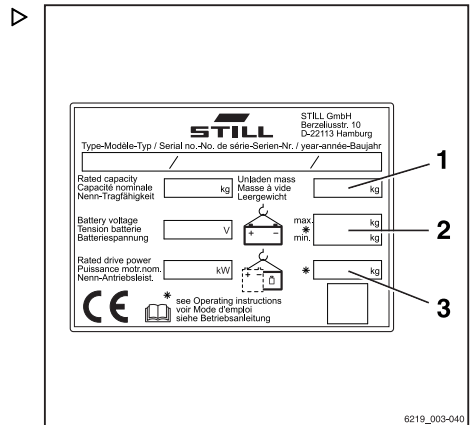 STILL
STILL GmbH
Berzeliusstr. 10
D-22113 Hamburg
Type-Modèle-Typ / Serial no.-No. de série-Serien-Nr. / year-année-Baujahr
/ /
Rated capacity
Capacité nominale
Nenn-Tragfähigkeit
kg
Unladen mass
Masse à vide
Leergewicht
kg
1
Battery voltage
Tension batterie
Batteriespannung
V
+ -
max.
*
min.
kg
kg
2
Rated drive power
Puissance motr.nom.
Nenn-Antriebsleist.
kW
+ -
*
kg
3
CE
*
see Operating instructions
voir Mode d'emploi
siehe Betriebsanleitung
6219_003-040